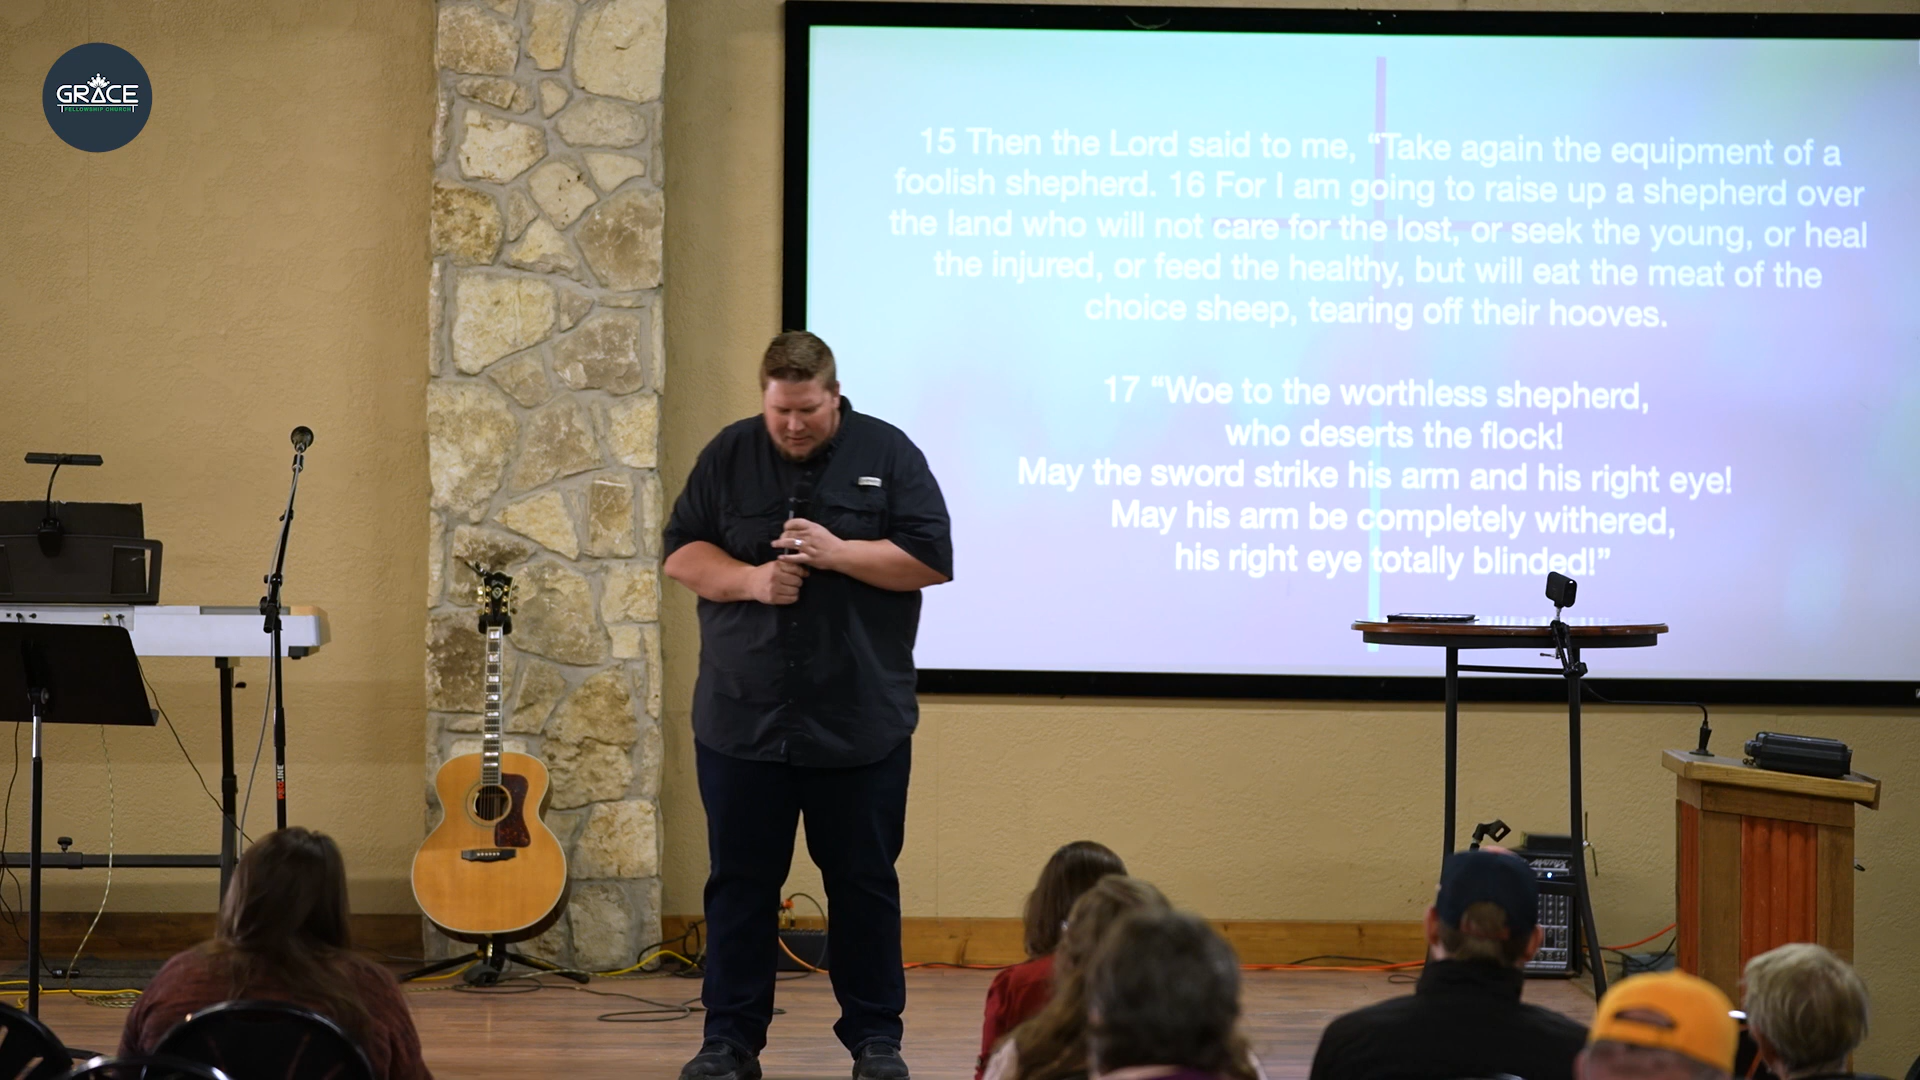 GRACE
FELLOWSHIP CHURCH
15 Then the Lord said to me, “Take again the equipment of a
foolish shepherd. 16 For I am going to raise up a shepherd over
the land who will not care for the lost, or seek the young, or heal
the injured, or feed the healthy, but will eat the meat of the
choice sheep, tearing off their hooves.
17 “Woe to the worthless shepherd,
who deserts the flock!
May the sword strike his arm and his right eye!
May his arm be completely withered,
his right eye totally blinded!”
PROLINE